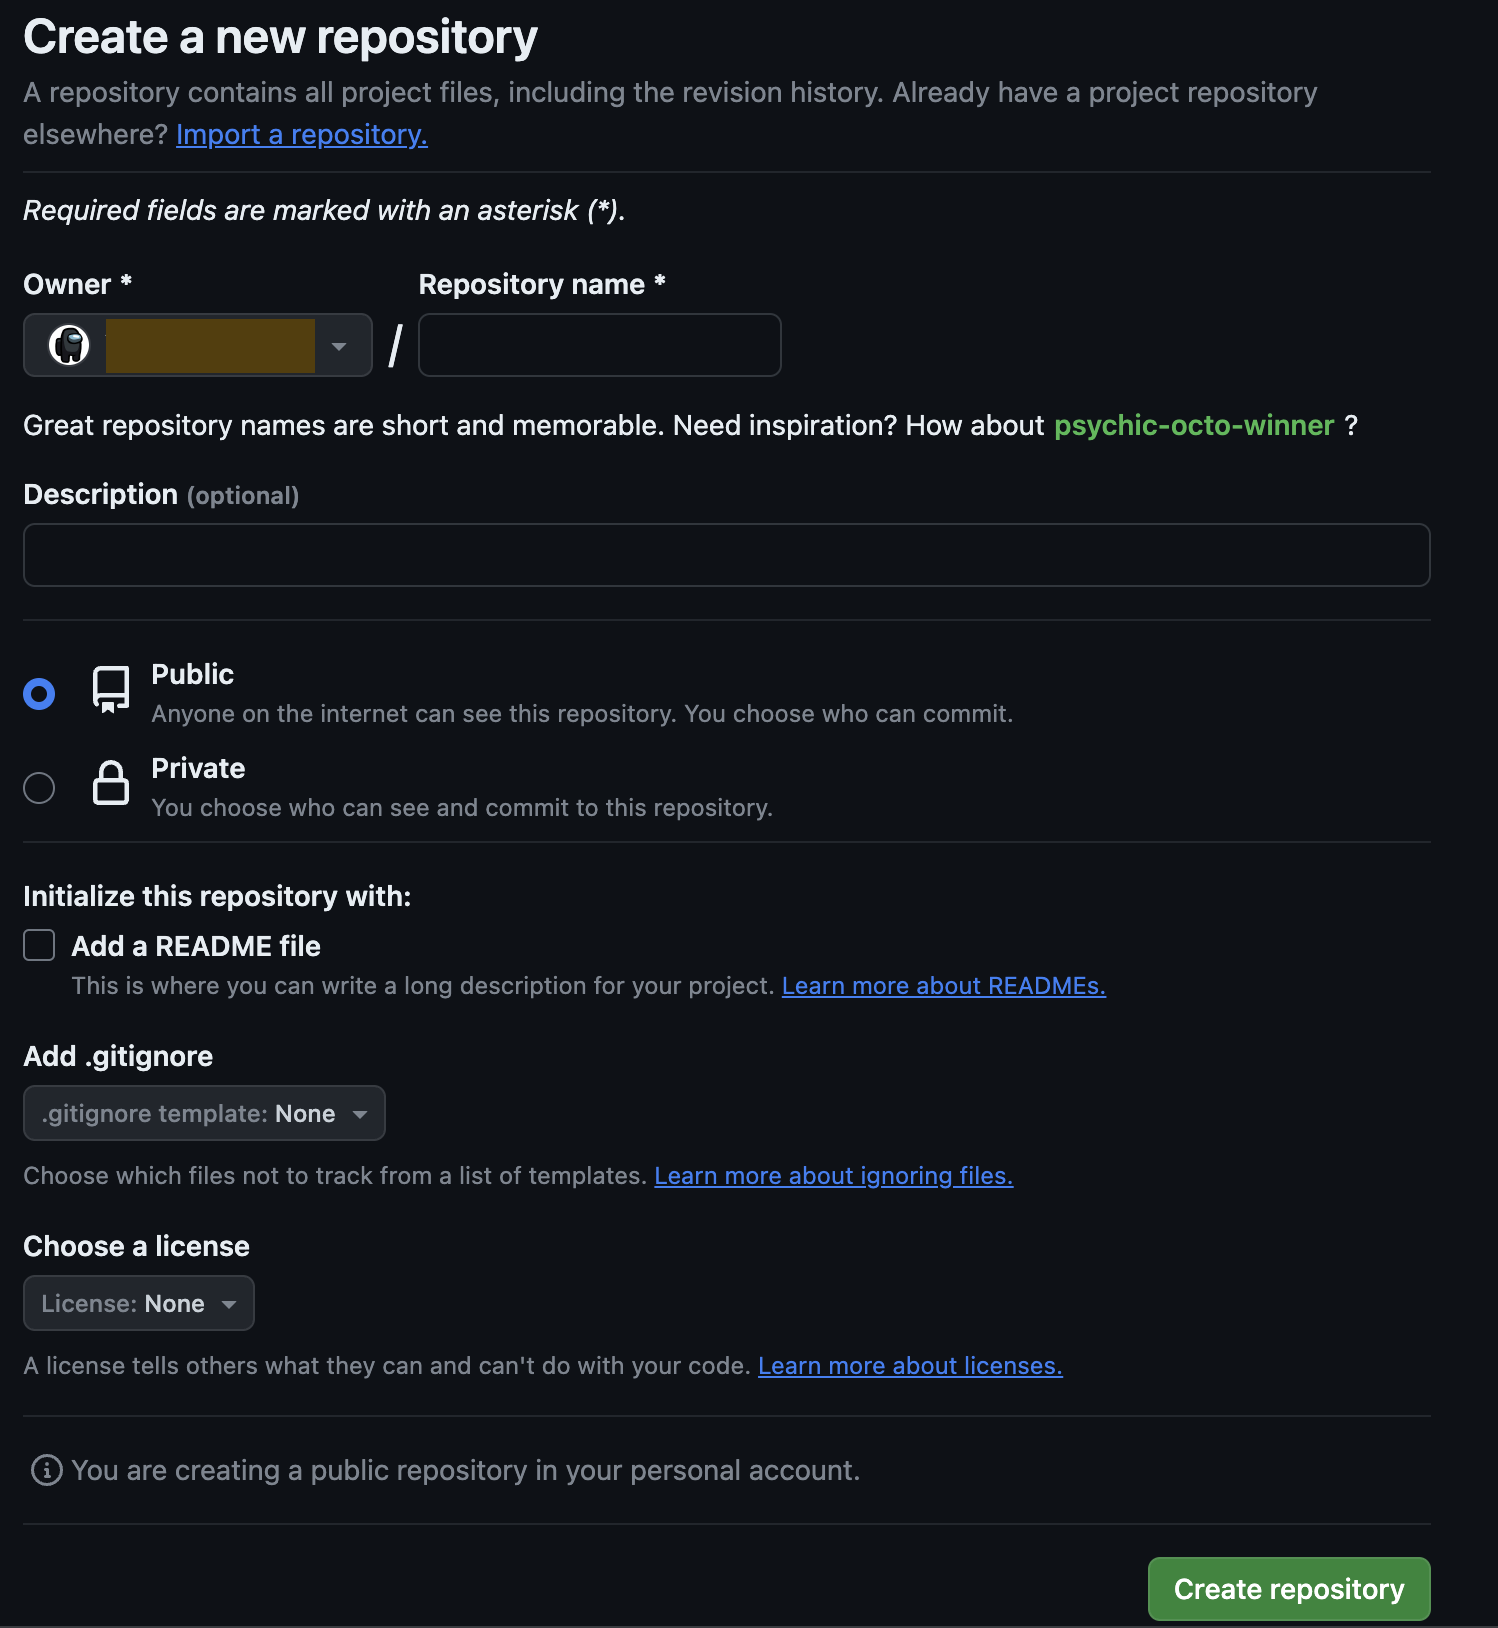 Create a new repository
A repository contains all project files, including the revision history. Already have a project repository
elsewhere? Import a repository.
Required fields are marked with an asterisk (*).
Owner *
Repository name *
/
Great repository names are short and memorable. Need inspiration? How about psychic-octo-winner ?
Description (optional)
Public
Anyone on the internet can see this repository. You choose who can commit.
Private
You choose who can see and commit to this repository.
Initialize this repository with:
Add a README file
This is where you can write a long description for your project. Learn more about READMEs.
Add .gitignore
.gitignore template: None
Choose which files not to track from a list of templates. Learn more about ignoring files.
Choose a license
License: None
A license tells others what they can and can't do with your code. Learn more about licenses.
You are creating a public repository in your personal account.
Create repository